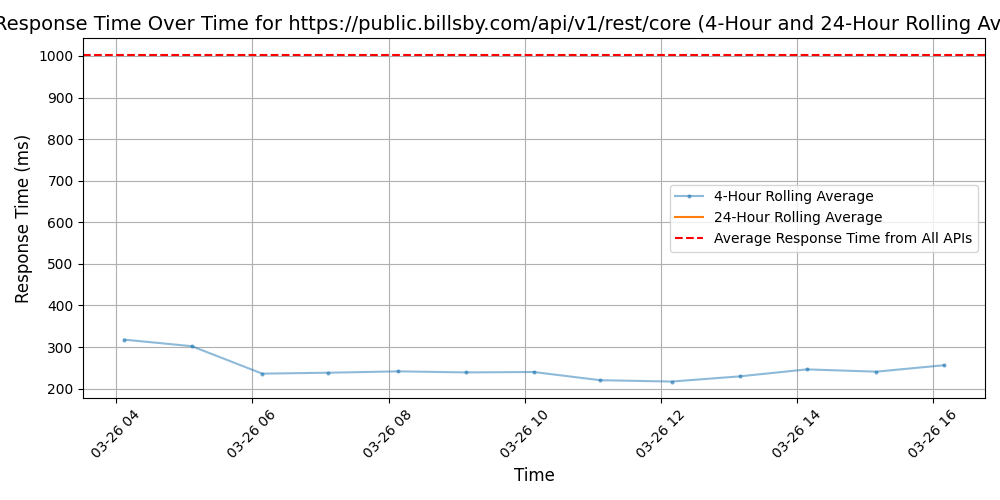 Response Time Over Time for https://public.billsby.com/api/v1/rest/core (4-Hour and 24-Hour Rolling Av
1000
900
800
700
600
500
400
300
200
Response Time (ms)
4-Hour Rolling Average
24-Hour Rolling Average
Average Response Time from All APIs
03-26 04
03-26 06
03-26 08
03-26 10
03-26 12
03-26 14
03-26 16
Time